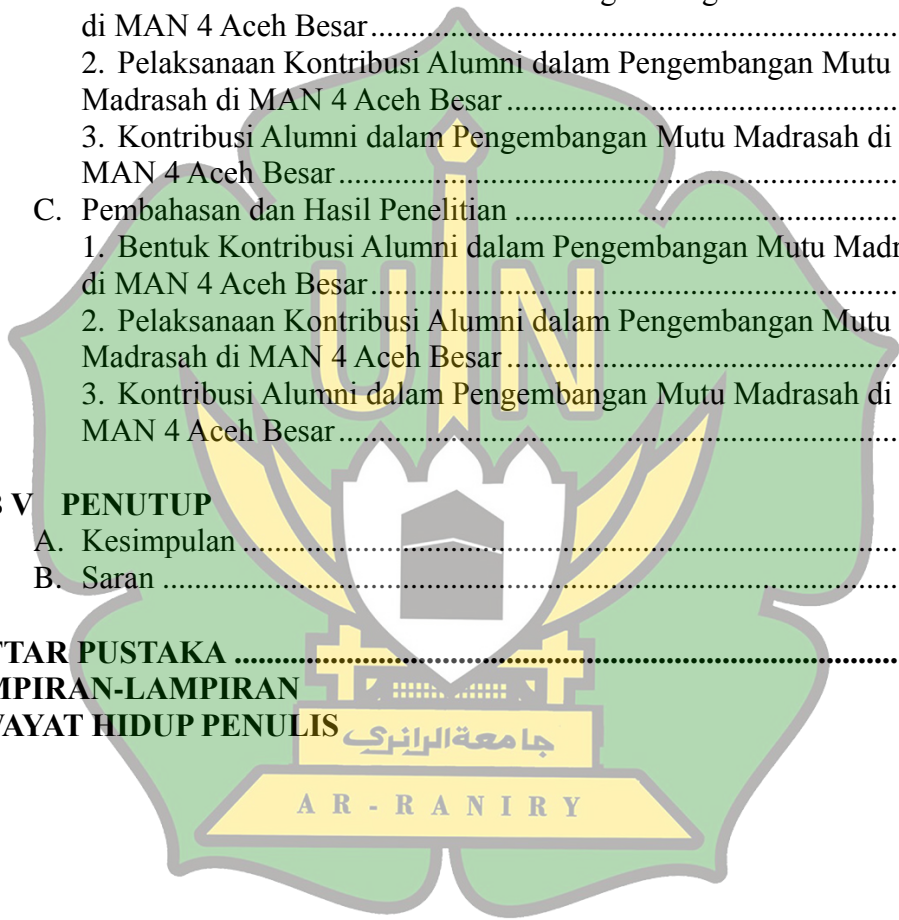 di MAN 4 Aceh Besar ........................................................................
2. Pelaksanaan Kontribusi Alumni dalam Pengembangan Mutu
Madrasah di MAN 4 Aceh Besar ........................................................
3. Kontribusi Alumni dalam Pengembangan Mutu Madrasah di
MAN 4 Aceh Besar .............................................................................
C. Pembahasan dan Hasil Penelitian ........................................................
1. Bentuk Kontribusi Alumni dalam Pengembangan Mutu
di MAN 4 Aceh Besar ........................................................................
2. Pelaksanaan Kontribusi Alumni dalam Pengembangan Mutu
Madrasah di MAN 4 Aceh Besar ........................................................
3. Kontribusi Alumni dalam Pengembangan Mutu Madrasah di
MAN 4 Aceh Besar .............................................................................
V PENUTUP
A. Kesimpulan .......................................................................................
B. Saran ................................................................................................
PUSTAKA .............................................................................
HIDUP PENULIS
UIN
جامعة الرانري
AR-RANIRY